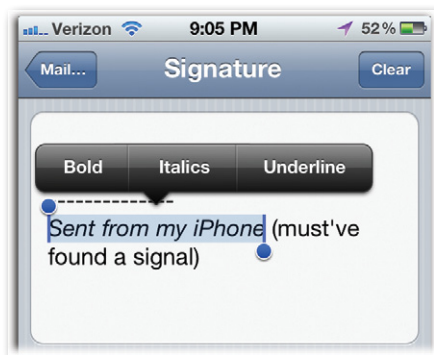 Verizon 9:05 PM 52%
Mail... Signature Clear
Bold Italics Underline
-------------
Sent from my iPhone (must've
found a signal)